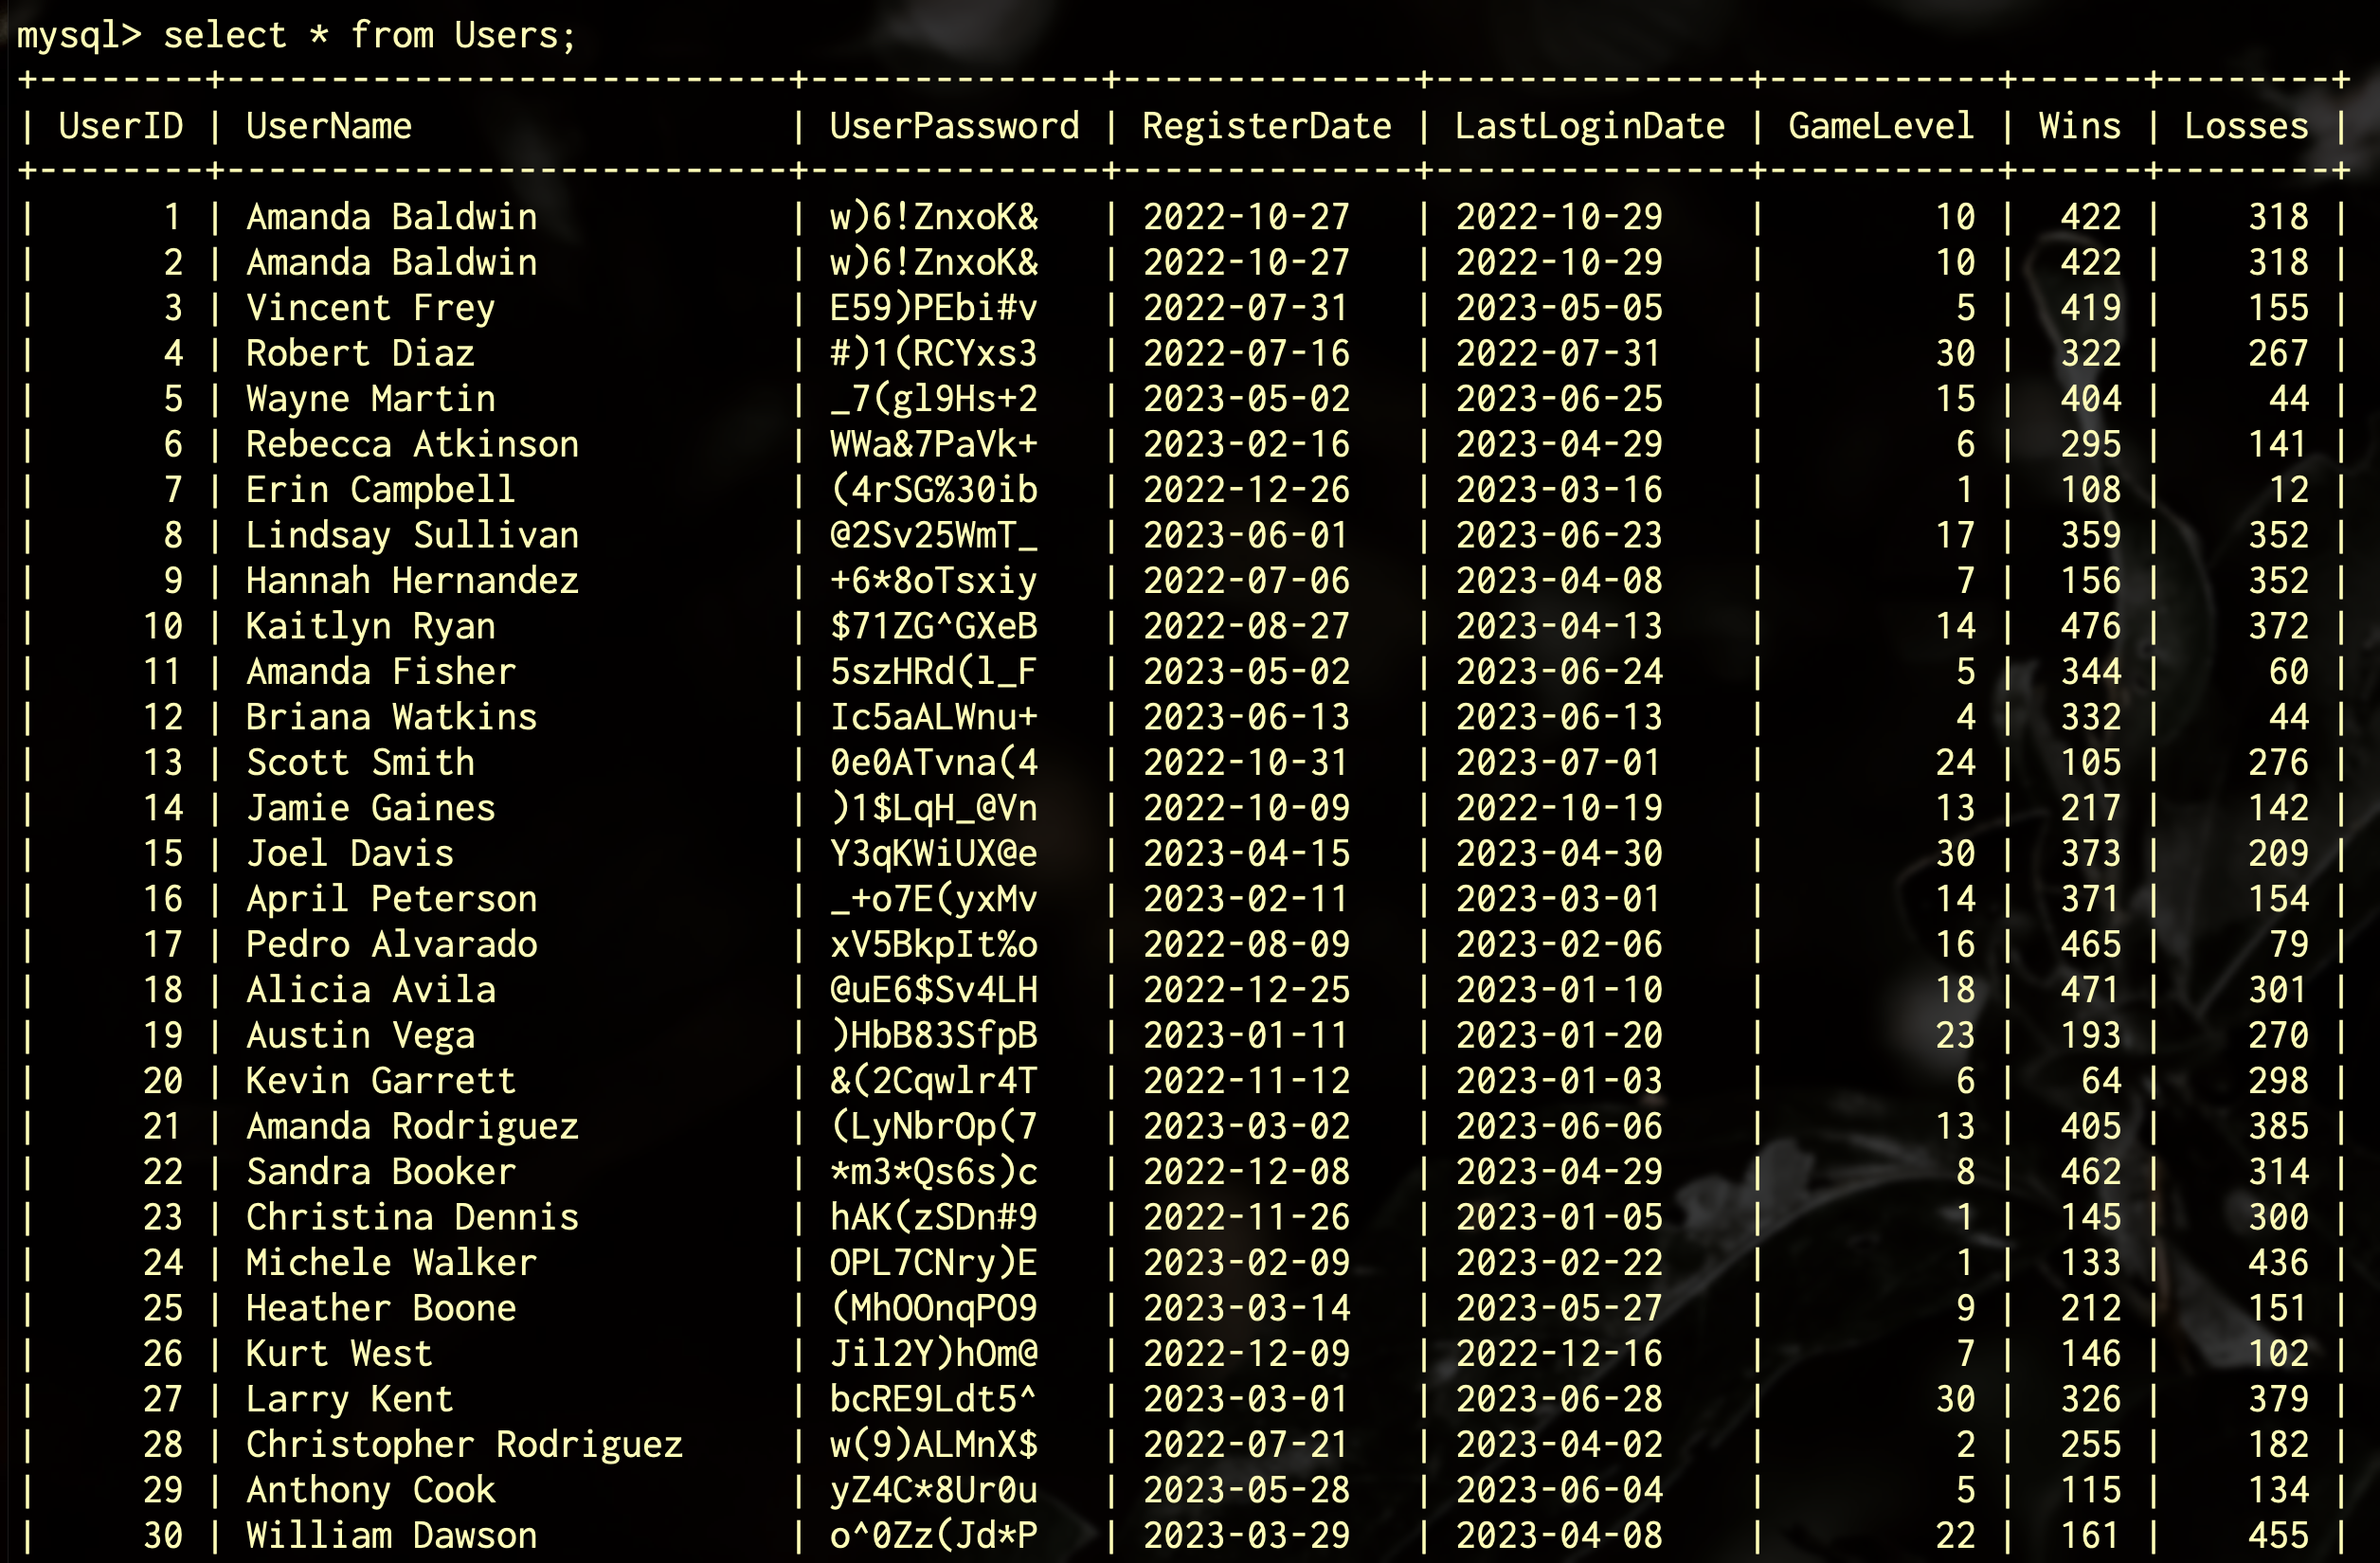 mysql> select * from Users;
+--------+---------------------------+--------------+--------------+---------------+-----------+------+--------+
| UserID | UserName                  | UserPassword | RegisterDate | LastLoginDate | GameLevel | Wins | Losses |
+--------+---------------------------+--------------+--------------+---------------+-----------+------+--------+
|      1 | Amanda Baldwin            | w)6!ZnxoK&   | 2022-10-27   | 2022-10-29    |        10 |  422 |    318 |
|      2 | Amanda Baldwin            | w)6!ZnxoK&   | 2022-10-27   | 2022-10-29    |        10 |  422 |    318 |
|      3 | Vincent Frey              | E59)PEbi#v   | 2022-07-31   | 2023-05-05    |         5 |  419 |    155 |
|      4 | Robert Diaz               | #)1(RCYxs3   | 2022-07-16   | 2022-07-31    |        30 |  322 |    267 |
|      5 | Wayne Martin              | _7(gl9Hs+2   | 2023-05-02   | 2023-06-25    |        15 |  404 |     44 |
|      6 | Rebecca Atkinson          | WWa&7PaVk+   | 2023-02-16   | 2023-04-29    |         6 |  295 |    141 |
|      7 | Erin Campbell             | (4rSG%30ib   | 2022-12-26   | 2023-03-16    |         1 |  108 |     12 |
|      8 | Lindsay Sullivan          | @2Sv25WmT_   | 2023-06-01   | 2023-06-23    |        17 |  359 |    352 |
|      9 | Hannah Hernandez          | +6*8oTsxiy   | 2022-07-06   | 2023-04-08    |         7 |  156 |    352 |
|     10 | Kaitlyn Ryan              | $71ZG^GXeB   | 2022-08-27   | 2023-04-13    |        14 |  476 |    372 |
|     11 | Amanda Fisher             | 5szHRd(l_F   | 2023-05-02   | 2023-06-24    |         5 |  344 |     60 |
|     12 | Briana Watkins            | Ic5aALWnu+   | 2023-06-13   | 2023-06-13    |         4 |  332 |     44 |
|     13 | Scott Smith               | 0e0ATvna(4   | 2022-10-31   | 2023-07-01    |        24 |  105 |    276 |
|     14 | Jamie Gaines              | )1$LqH_@Vn   | 2022-10-09   | 2022-10-19    |        13 |  217 |    142 |
|     15 | Joel Davis                | Y3qKWiUX@e   | 2023-04-15   | 2023-04-30    |        30 |  373 |    209 |
|     16 | April Peterson            | _+o7E(yxMv   | 2023-02-11   | 2023-03-01    |        14 |  371 |    154 |
|     17 | Pedro Alvarado            | xV5BkpIt%o   | 2022-08-09   | 2023-02-06    |        16 |  465 |     79 |
|     18 | Alicia Avila              | @uE6$Sv4LH   | 2022-12-25   | 2023-01-10    |        18 |  471 |    301 |
|     19 | Austin Vega               | )HbB83SfpB   | 2023-01-11   | 2023-01-20    |        23 |  193 |    270 |
|     20 | Kevin Garrett             | &(2Cqwlr4T   | 2022-11-12   | 2023-01-03    |         6 |   64 |    298 |
|     21 | Amanda Rodriguez          | (LyNbrOp(7   | 2023-03-02   | 2023-06-06    |        13 |  405 |    385 |
|     22 | Sandra Booker             | *m3*Qs6s)c   | 2022-12-08   | 2023-04-29    |         8 |  462 |    314 |
|     23 | Christina Dennis          | hAK(zSDn#9   | 2022-11-26   | 2023-01-05    |         1 |  145 |    300 |
|     24 | Michele Walker            | OPL7CNry)E   | 2023-02-09   | 2023-02-22    |         1 |  133 |    436 |
|     25 | Heather Boone             | (MhOOnqPO9   | 2023-03-14   | 2023-05-27    |         9 |  212 |    151 |
|     26 | Kurt West                 | Jil2Y)hOm@   | 2022-12-09   | 2022-12-16    |         7 |  146 |    102 |
|     27 | Larry Kent                | bcRE9Ldt5^   | 2023-03-01   | 2023-06-28    |        30 |  326 |    379 |
|     28 | Christopher Rodriguez     | w(9)ALMnX$   | 2022-07-21   | 2023-04-02    |         2 |  255 |    182 |
|     29 | Anthony Cook              | yZ4C*8Ur0u   | 2023-05-28   | 2023-06-04    |         5 |  115 |    134 |
|     30 | William Dawson            | o^0Zz(Jd*P   | 2023-03-29   | 2023-04-08    |        22 |  161 |    455 |